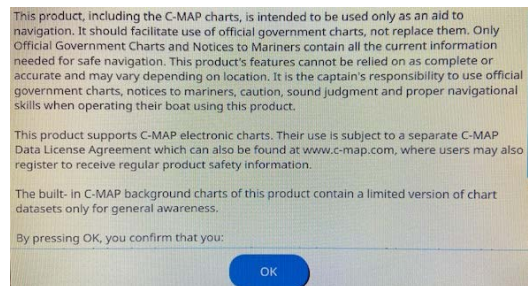 This product, including the C-MAP charts, is intended to be used only as an aid to
navigation. It should facilitate use of official government charts, not replace them. Only
Official Government Charts and Notices to Mariners contain all the current information
needed for safe navigation. This product's features cannot be relied on as complete or
accurate and may vary depending on location. It is the captain's responsibility to use official
government charts, notices to mariners, caution, sound judgment and proper navigational
skills when operating their boat using this product.
This product supports C-MAP electronic charts. Their use is subject to a separate C-MAP
Data License Agreement which can also be found at www.c-map.com, where users may also
register to receive regular product safety information.
The built- in C-MAP background charts of this product contain a limited version of chart
datasets only for general awareness.
By pressing OK, you confirm that you:
OK